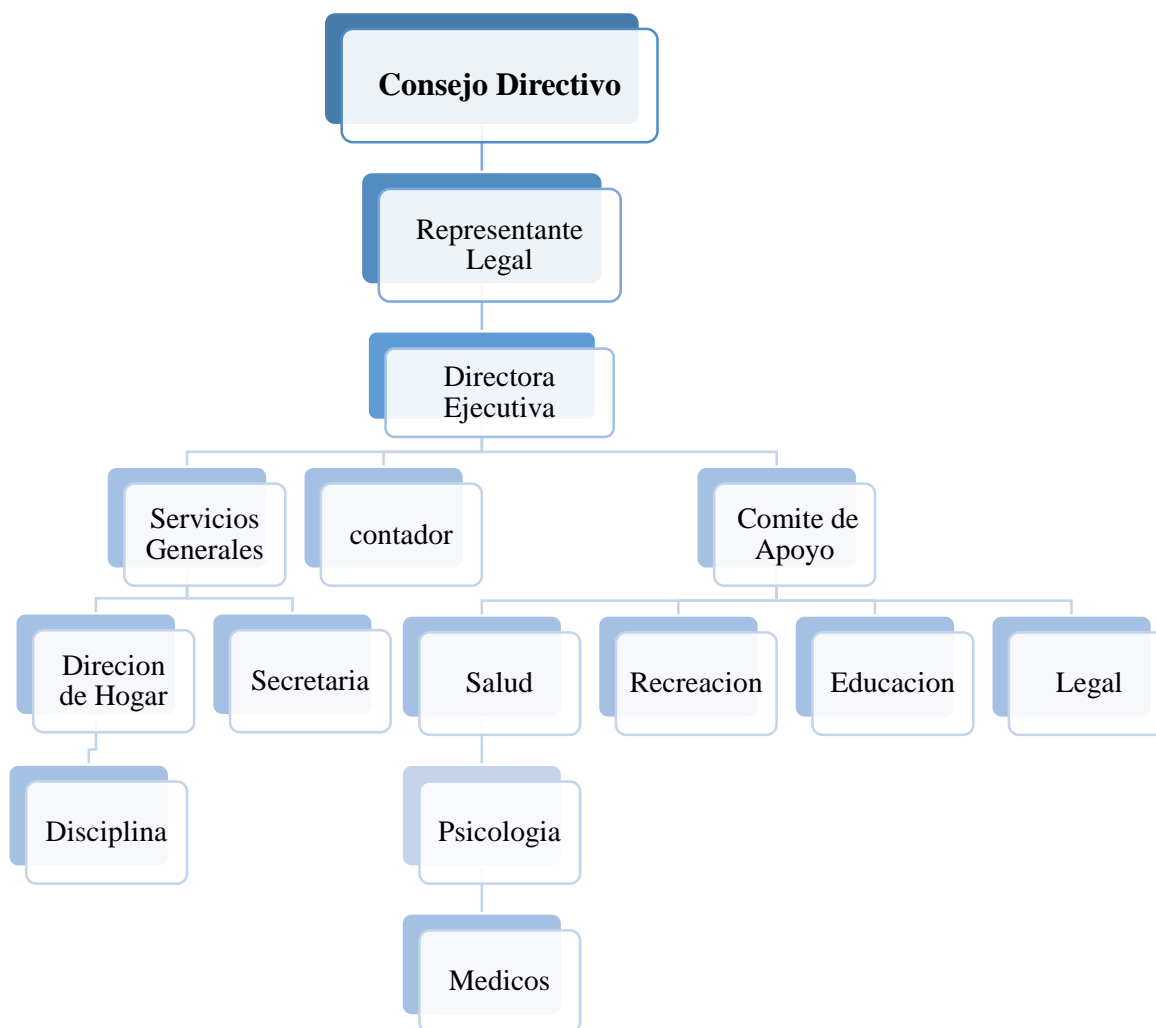 Consejo Directivo
Representante
Legal
Directora
Ejecutiva
Servicios
Generales
contador
Comite de
Apoyo
Direcion
de Hogar
Secretaria
Salud
Recreacion
Educacion
Legal
Disciplina
Psicologia
Medicos